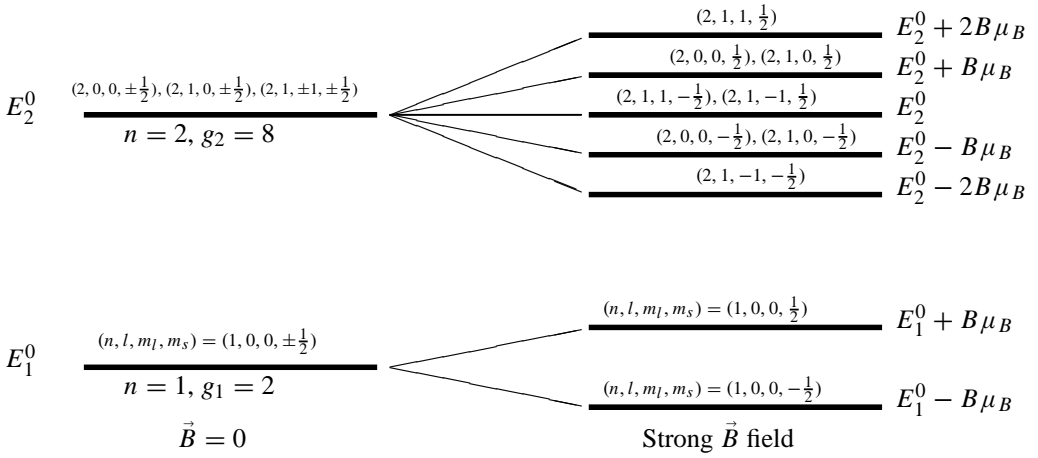 (2, 1, 1, 1/2) E₂⁰ + 2Bμ_B
(2, 0, 0, 1/2), (2, 1, 0, 1/2) E₂⁰ + Bμ_B
E₂⁰ (2, 0, 0, ±1/2), (2, 1, 0, ±1/2), (2, 1, ±1, ±1/2) (2, 1, 1, −1/2), (2, 1, −1, 1/2) E₂⁰
n = 2, g₂ = 8 (2, 0, 0, −1/2), (2, 1, 0, −1/2) E₂⁰ − Bμ_B
(2, 1, −1, −1/2) E₂⁰ − 2Bμ_B
(n, l, m_l, m_s) = (1, 0, 0, 1/2) E₁⁰ + Bμ_B
E₁⁰ (n, l, m_l, m_s) = (1, 0, 0, ±1/2)
n = 1, g₁ = 2 (n, l, m_l, m_s) = (1, 0, 0, −1/2) E₁⁰ − Bμ_B
B⃗ = 0 Strong B⃗ field